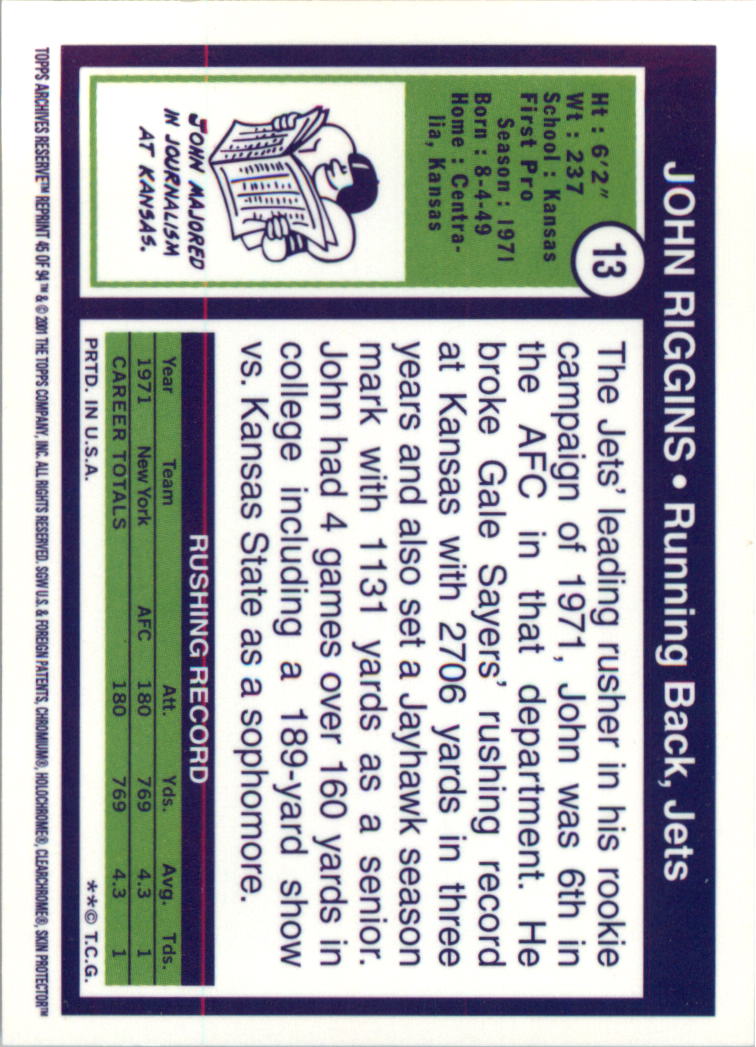 JOHN RIGGINS • Running Back, Jets
13
Ht : 6'2"
Wt : 237
School : Kansas
First Pro
Season : 1971
Born : 8-4-49
Home : Centra-
lia, Kansas
JOHN MAJORED
IN JOURNALISM
AT KANSAS.
The Jets' leading rusher in his rookie
campaign of 1971, John was 6th in
the AFC in that department. He
broke Gale Sayers' rushing record
at Kansas with 2706 yards in three
years and also set a Jayhawk season
mark with 1131 yards as a senior.
John had 4 games over 160 yards in
college including a 189-yard show
vs. Kansas State as a sophomore.
RUSHING RECORD
Year Team Att. Yds. Avg. Tds.
1971 New York AFC 180 769 4.3 1
CAREER TOTALS 180 769 4.3 1
PRTD. IN U.S.A. **© T.C.G.
TOPPS ARCHIVES RESERVE™ REPRINT 45 OF 94 ™ & © 2001 THE TOPPS COMPANY, INC. ALL RIGHTS RESERVED. SGW U.S. & FOREIGN PATENTS, CHROMIUM®, HOLOCHROME®, CLEARCHROME®, SKIN PROTECTOR™